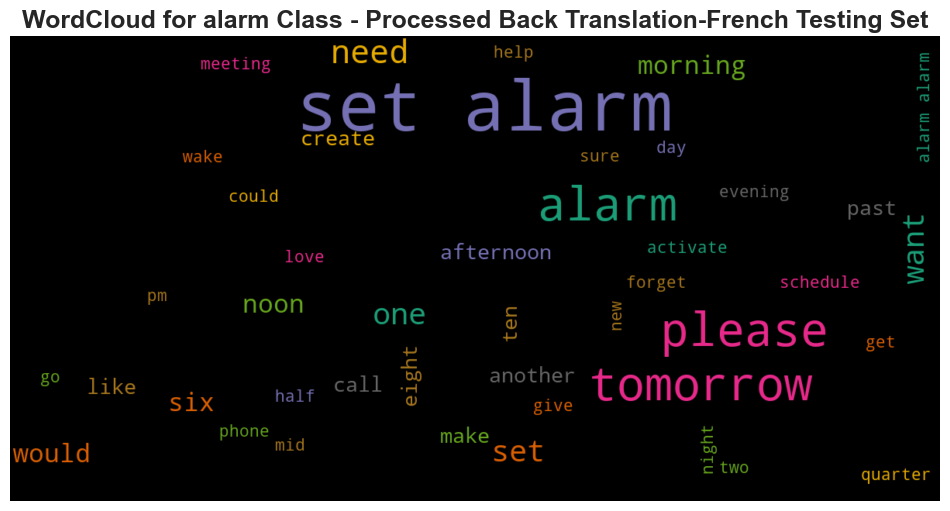 WordCloud for alarm Class - Processed Back Translation-French Testing Set
need
help
meeting
morning
set alarm
alarm alarm
create
wake
sure
day
could
evening
alarm
past
want
love
afternoon
activate
pm
forget
schedule
noon
one
ten
new
please
get
go
like
eight
call
another
tomorrow
six
half
give
phone
mid
make
set
would
night
two
quarter